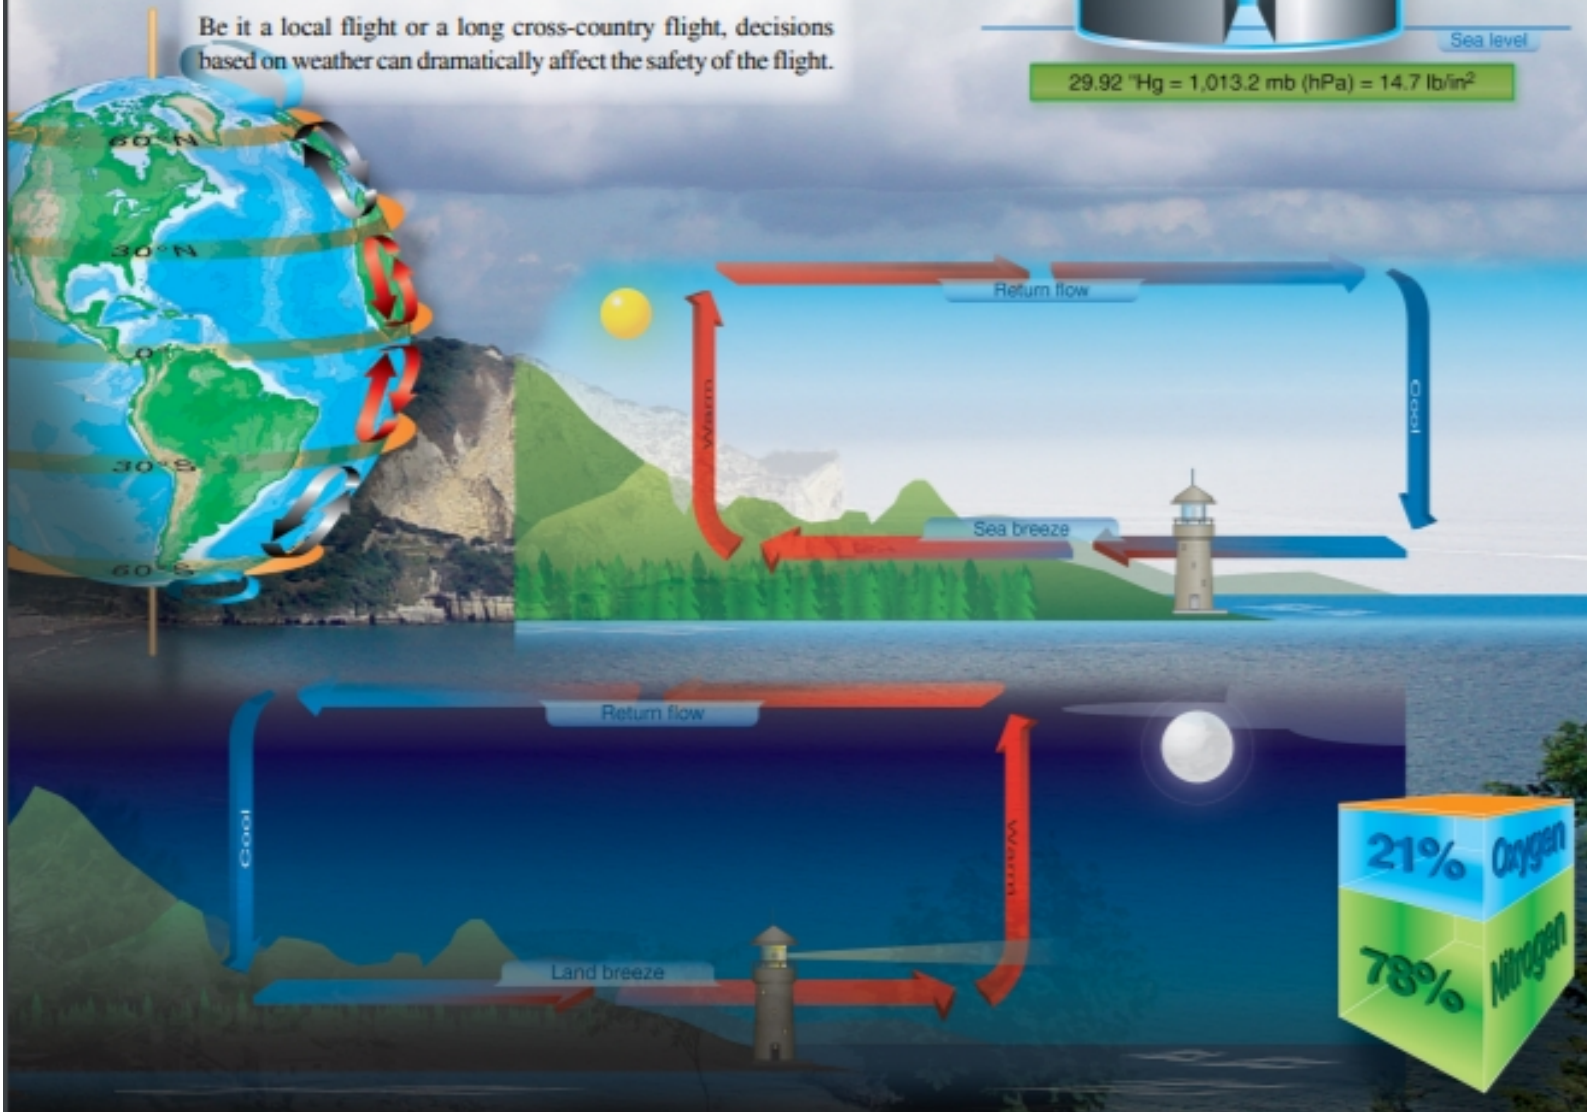 Be it a local flight or a long cross-country flight, decisions
based on weather can dramatically affect the safety of the flight.
Sea level
29.92 "Hg = 1,013.2 mb (hPa) = 14.7 lb/in²
60°N
30°N
0°
30°S
60°S
Return flow
Warm
Cool
Sea breeze
Return flow
Cool
Warm
Land breeze
21% Oxygen
78% Nitrogen